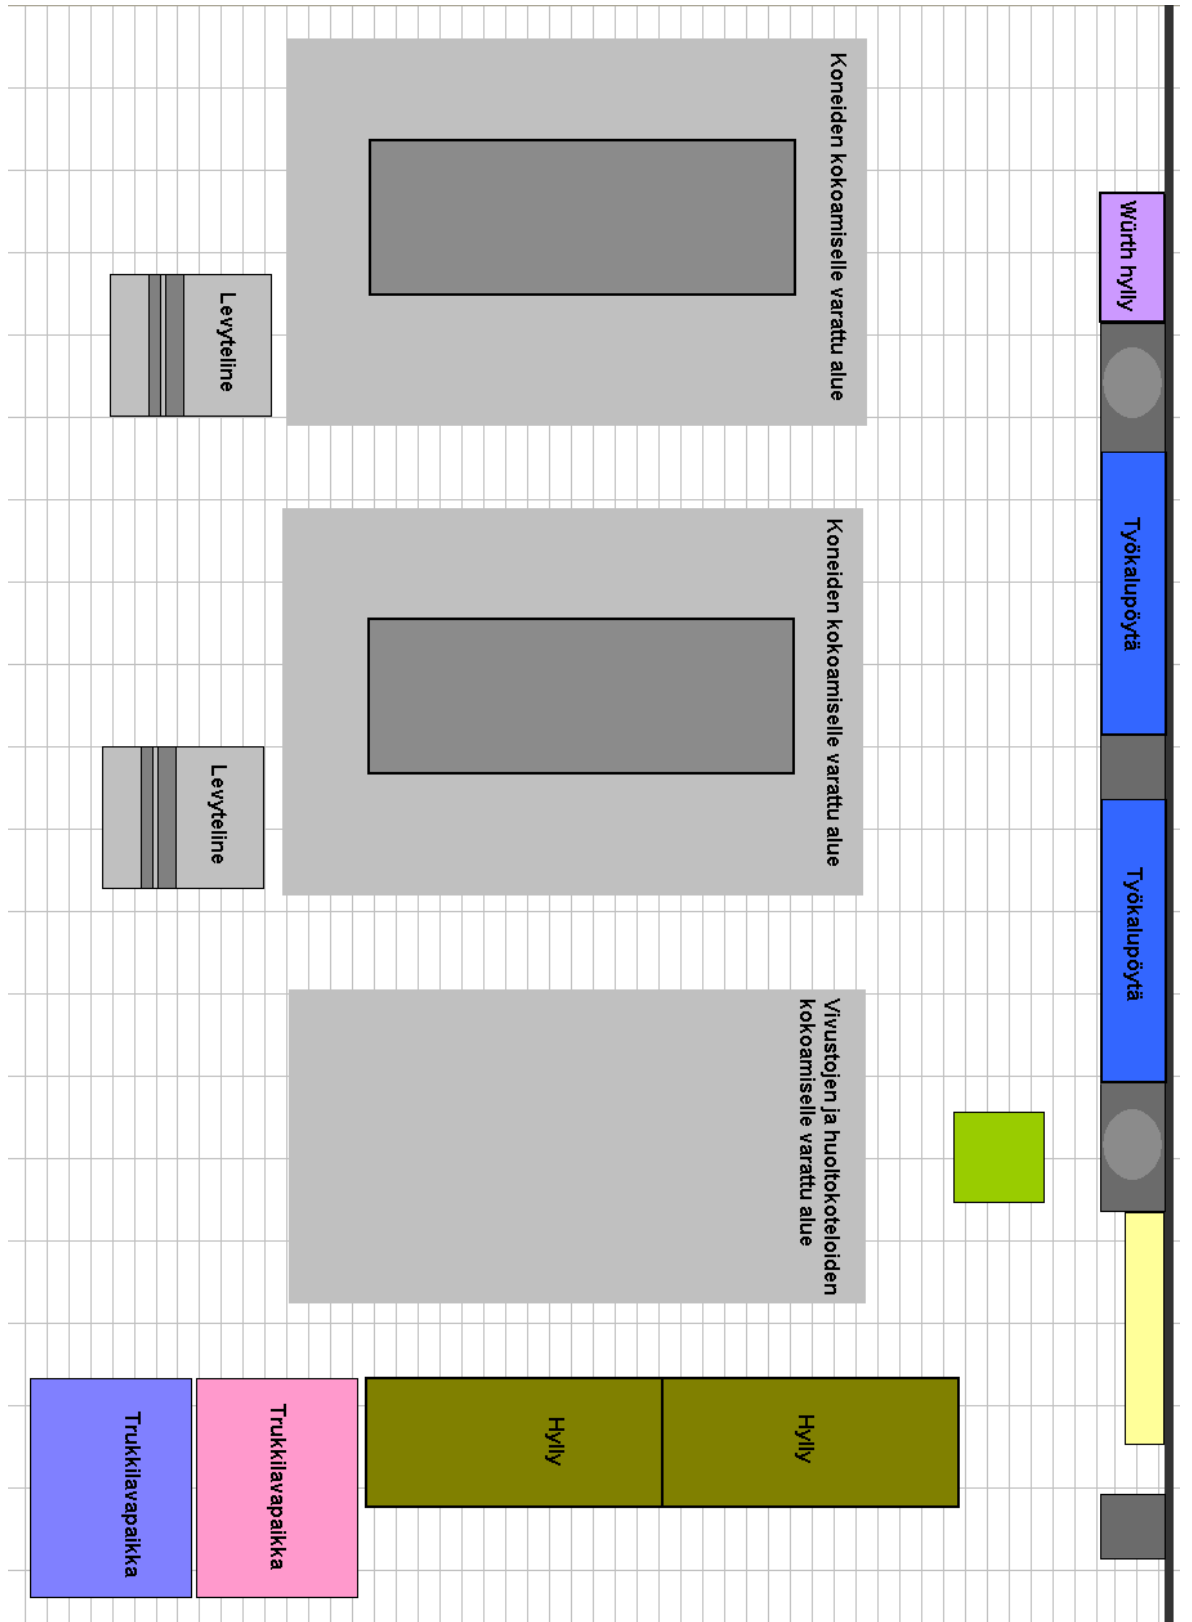 Koneiden kokoamiselle varattu alue
Würth hylly
Levyteline
Työkalupöytä
Koneiden kokoamiselle varattu alue
Levyteline
Työkalupöytä
Vivustojen ja huoltokoteloiden
kokoamiselle varattu alue
Trukkilavapaikka
Trukkilavapaikka
Hylly
Hylly